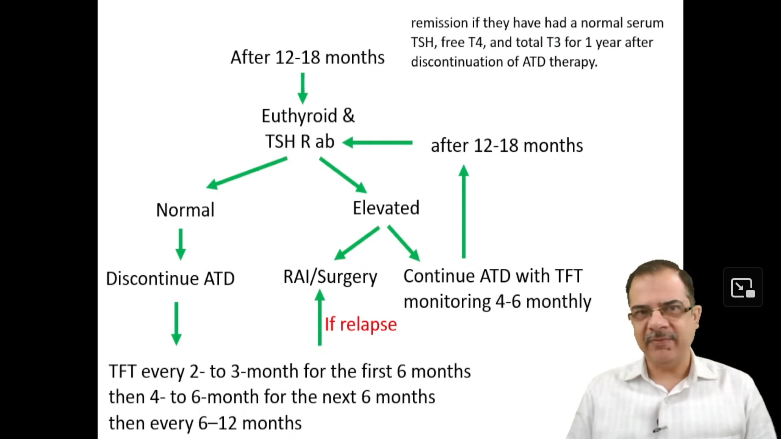 remission if they have had a normal serum
TSH, free T4, and total T3 for 1 year after
discontinuation of ATD therapy.
After 12-18 months
Euthyroid &
TSH R ab
after 12-18 months
Normal
Elevated
Discontinue ATD
RAI/Surgery
Continue ATD with TFT
monitoring 4-6 monthly
If relapse
TFT every 2- to 3-month for the first 6 months
then 4- to 6-month for the next 6 months
then every 6–12 months